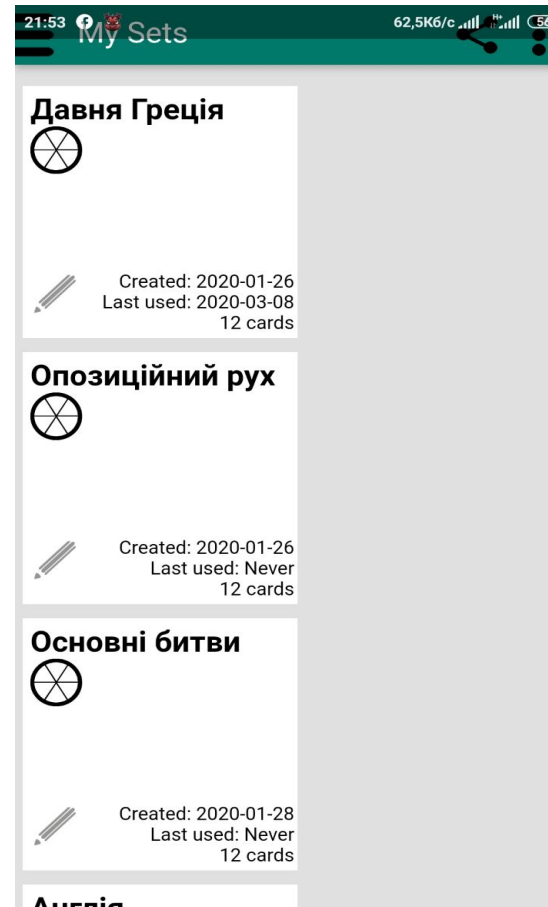 21:53
62,5Кб/с
H+
56
My Sets
Давня Греція
Created: 2020-01-26
Last used: 2020-03-08
12 cards
Опозиційний рух
Created: 2020-01-26
Last used: Never
12 cards
Основні битви
Created: 2020-01-28
Last used: Never
12 cards
Англія